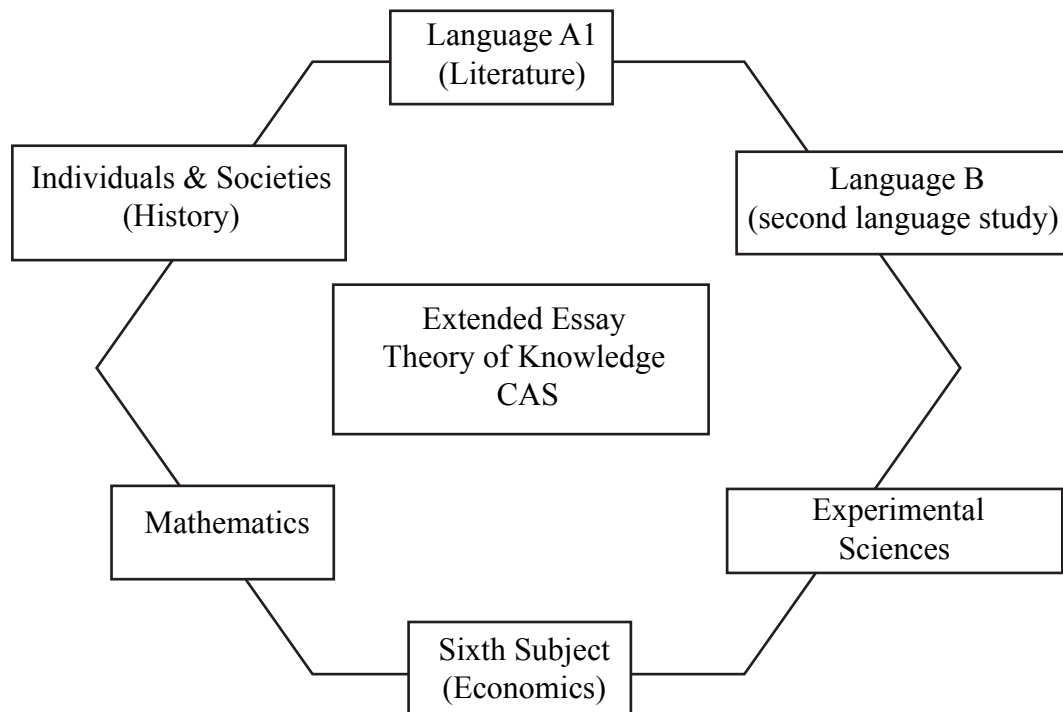 Language A1
(Literature)
Individuals & Societies
(History)
Language B
(second language study)
Extended Essay
Theory of Knowledge
CAS
Mathematics
Experimental
Sciences
Sixth Subject
(Economics)